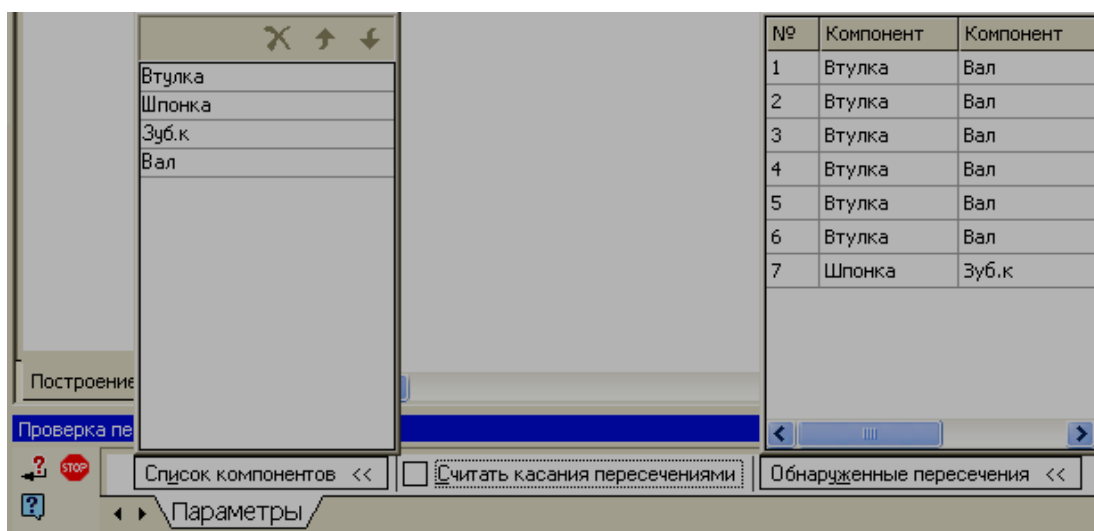 № Компонент Компонент
Втулка
Шпонка
Зуб.к
Вал
1 Втулка Вал
2 Втулка Вал
3 Втулка Вал
4 Втулка Вал
5 Втулка Вал
6 Втулка Вал
7 Шпонка Зуб.к
Построение
Проверка пе
STOP
Список компонентов <<
Считать касания пересечениями
Обнаруженные пересечения <<
Параметры